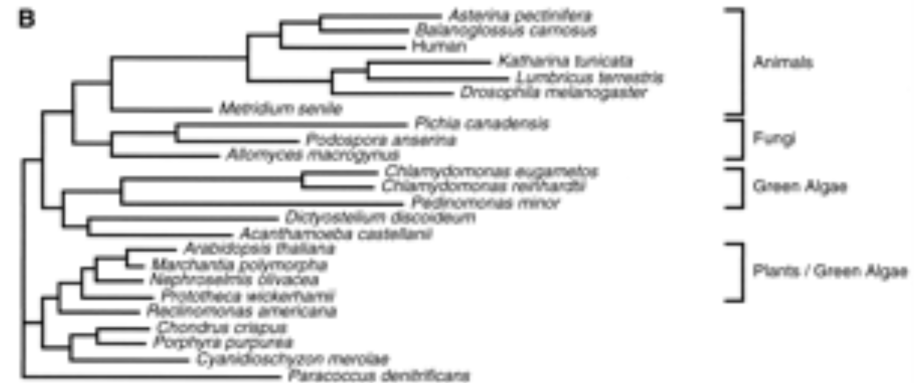 B
Asterina pectinifera
Balanoglossus carnosus
Human
Katharina tunicata
Lumbricus terrestris
Drosophila melanogaster
Metridium senile
Pichia canadensis
Podospora anserina
Allomyces macrogynus
Chlamydomonas eugametos
Chlamydomonas reinhardtii
Pedinomonas minor
Dictyostelium discoideum
Acanthamoeba castellanii
Arabidopsis thaliana
Marchantia polymorpha
Nephroselmis olivacea
Prototheca wickerhamii
Reclinomonas americana
Chondrus crispus
Porphyra purpurea
Cyanidioschyzon merolae
Paracoccus denitrificans
Animals
Fungi
Green Algae
Plants / Green Algae